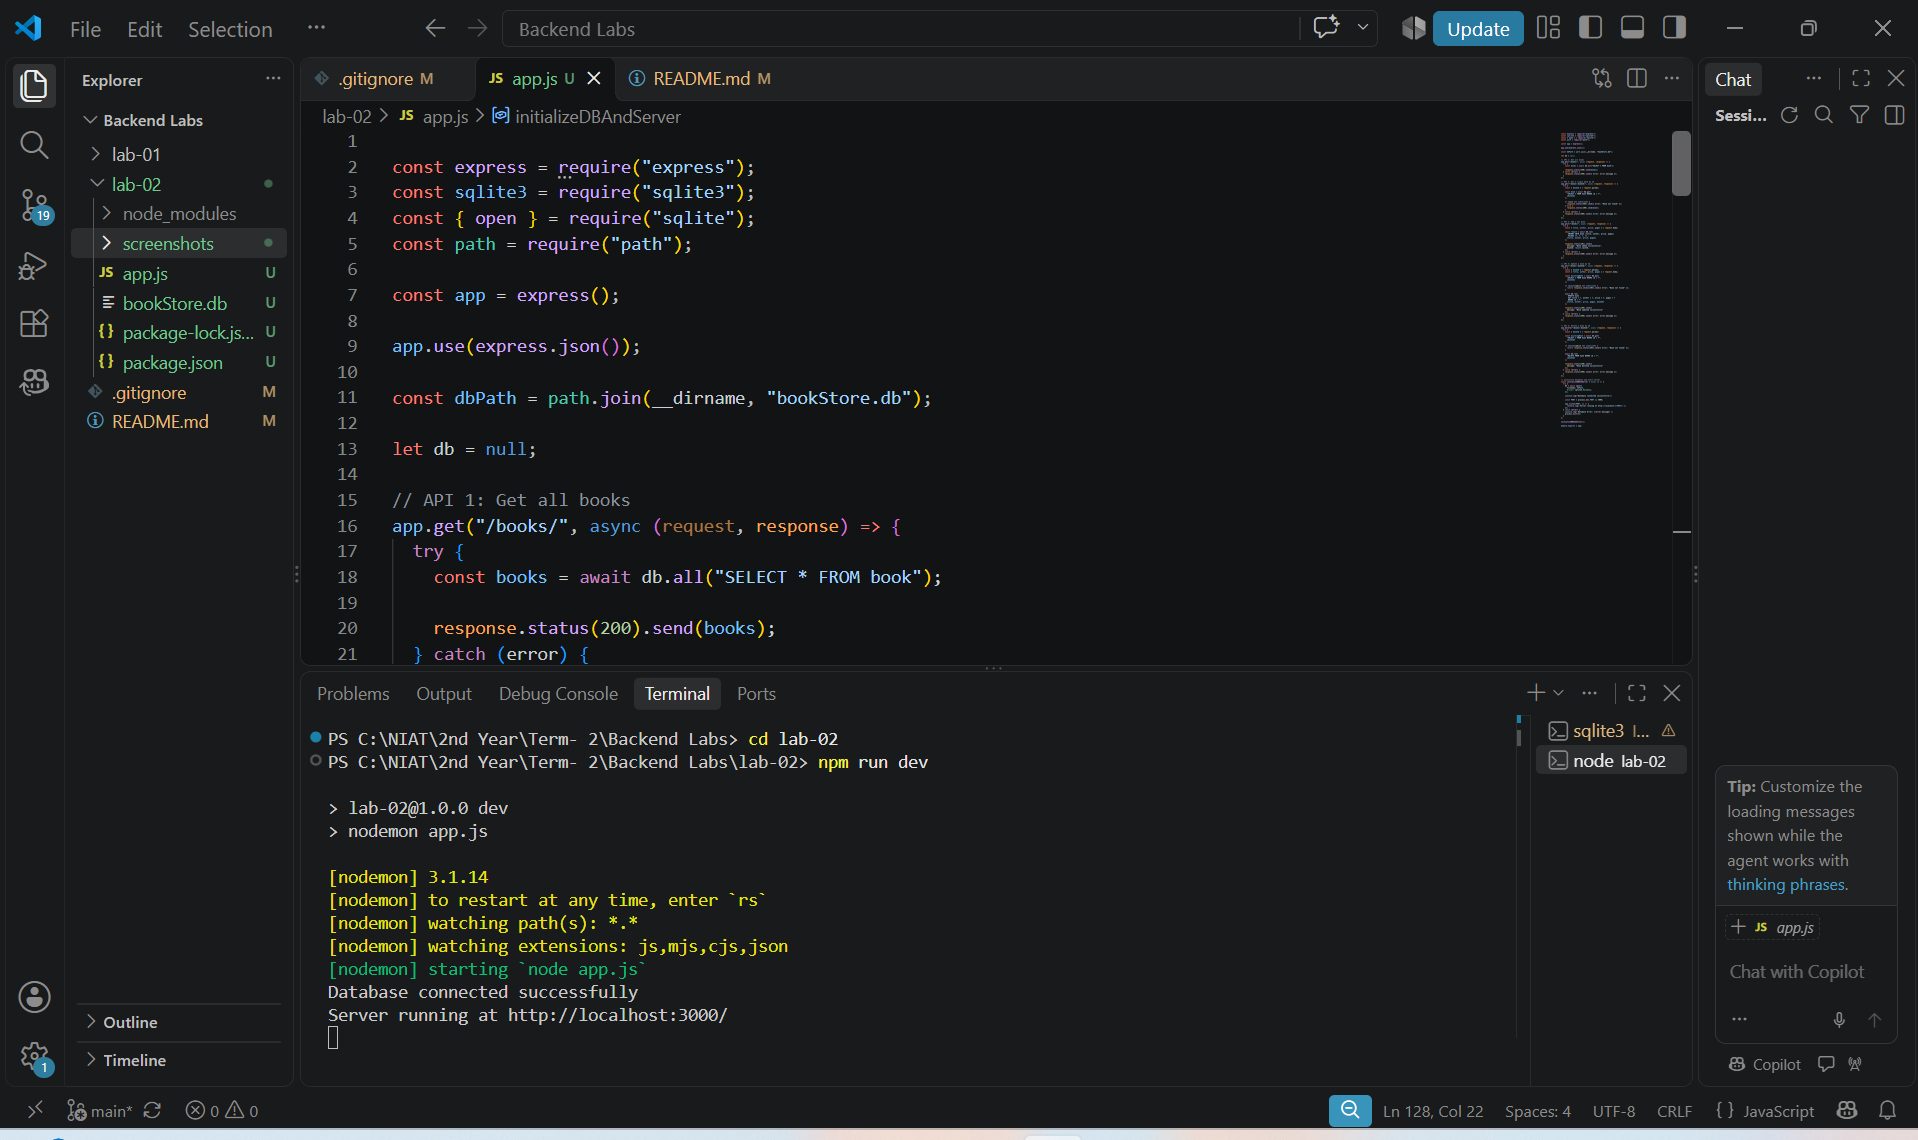 File Edit Selection ···
Backend Labs
Update
Explorer
Backend Labs
lab-01
lab-02
node_modules
screenshots
JS app.js U
bookStore.db U
{} package-lock.js... U
{} package.json U
.gitignore M
README.md M
Outline
Timeline
19
1
.gitignore M
JS app.js U
README.md M
lab-02 > JS app.js > initializeDBAndServer
1
2 const express = require("express");
3 const sqlite3 = require("sqlite3");
4 const { open } = require("sqlite");
5 const path = require("path");
6
7 const app = express();
8
9 app.use(express.json());
10
11 const dbPath = path.join(__dirname, "bookStore.db");
12
13 let db = null;
14
15 // API 1: Get all books
16 app.get("/books/", async (request, response) => {
17 try {
18 const books = await db.all("SELECT * FROM book");
19
20 response.status(200).send(books);
21 } catch (error) {
Problems Output Debug Console Terminal Ports
PS C:\NIAT\2nd Year\Term- 2\Backend Labs> cd lab-02
PS C:\NIAT\2nd Year\Term- 2\Backend Labs\lab-02> npm run dev
> lab-02@1.0.0 dev
> nodemon app.js
[nodemon] 3.1.14
[nodemon] to restart at any time, enter `rs`
[nodemon] watching path(s): *.*
[nodemon] watching extensions: js,mjs,cjs,json
[nodemon] starting `node app.js`
Database connected successfully
Server running at http://localhost:3000/
sqlite3 l...
node lab-02
Chat
Sessi...
Tip: Customize the
loading messages
shown while the
agent works with
thinking phrases.
JS app.js
Chat with Copilot
Copilot
main* 0 0
Ln 128, Col 22 Spaces: 4 UTF-8 CRLF {} JavaScript